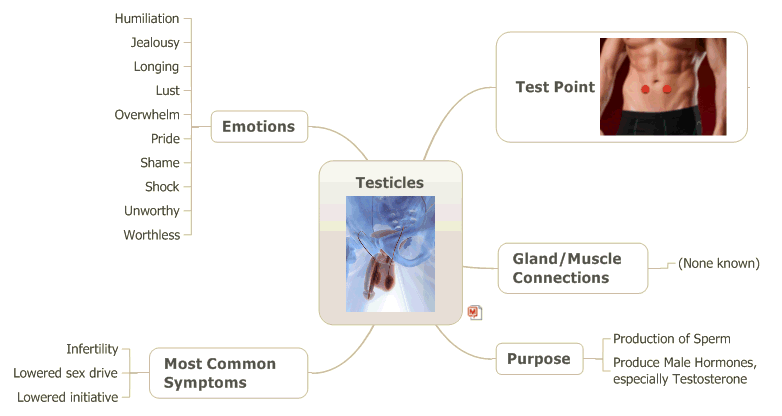 Humiliation
Jealousy
Longing
Lust
Overwhelm
Pride
Shame
Shock
Unworthy
Worthless
Emotions
Test Point
Testicles
Gland/Muscle
Connections
(None known)
Purpose
Production of Sperm
Produce Male Hormones,
especially Testosterone
Most Common
Symptoms
Infertility
Lowered sex drive
Lowered initiative